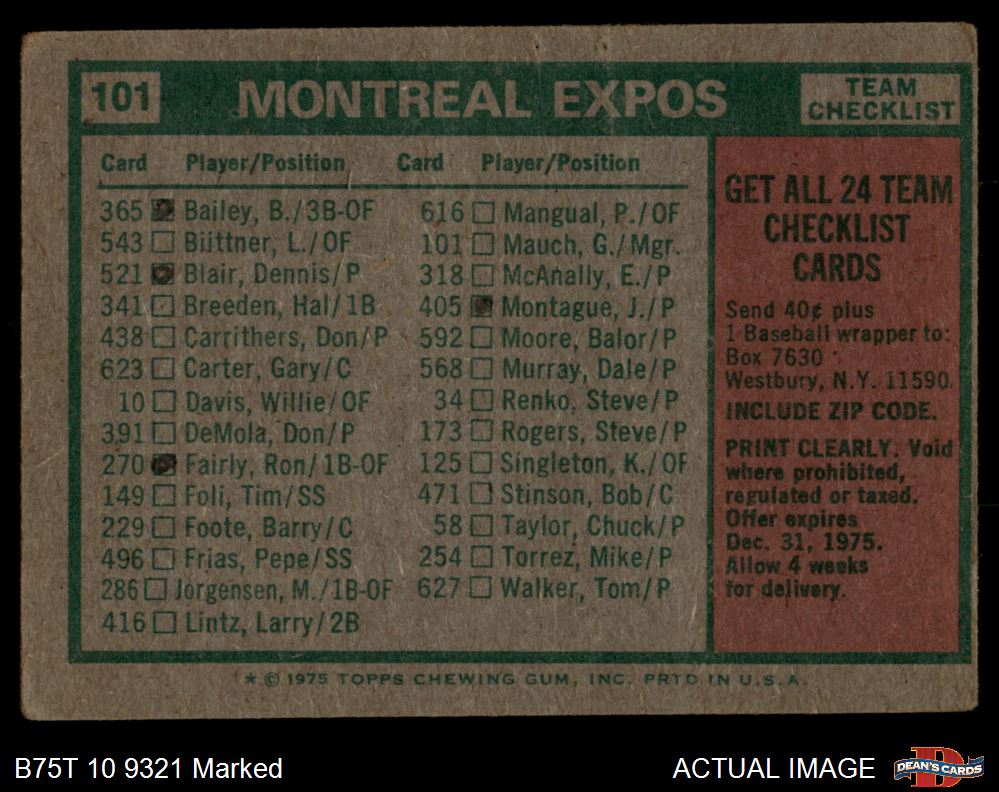 101 MONTREAL EXPOS TEAM CHECKLIST
Card Player/Position
365 Bailey, B./3B-OF
543 Biittner, L./OF
521 Blair, Dennis/P
341 Breeden, Hal/1B
438 Carrithers, Don/P
623 Carter, Gary/C
10 Davis, Willie/OF
391 DeMola, Don/P
270 Fairly, Ron/1B-OF
149 Foli, Tim/SS
229 Foote, Barry/C
496 Frias, Pepe/SS
286 Jorgensen, M./1B-OF
416 Lintz, Larry/2B
Card Player/Position
616 Mangual, P./OF
101 Mauch, G./Mgr.
318 McAnally, E./P
405 Montague, J./P
592 Moore, Balor/P
568 Murray, Dale/P
34 Renko, Steve/P
173 Rogers, Steve/P
125 Singleton, K./OF
471 Stinson, Bob/C
58 Taylor, Chuck/P
254 Torrez, Mike/P
627 Walker, Tom/P
GET ALL 24 TEAM
CHECKLIST
CARDS
Send 40¢ plus
1 Baseball wrapper to:
Box 7630
Westbury, N.Y. 11590.
INCLUDE ZIP CODE.
PRINT CLEARLY. Void
where prohibited,
regulated or taxed.
Offer expires
Dec. 31, 1975.
Allow 4 weeks
for delivery.
* © 1975 TOPPS CHEWING GUM, INC. PRTD IN U.S.A.
B75T 10 9321 Marked
ACTUAL IMAGE
DEAN'S CARDS